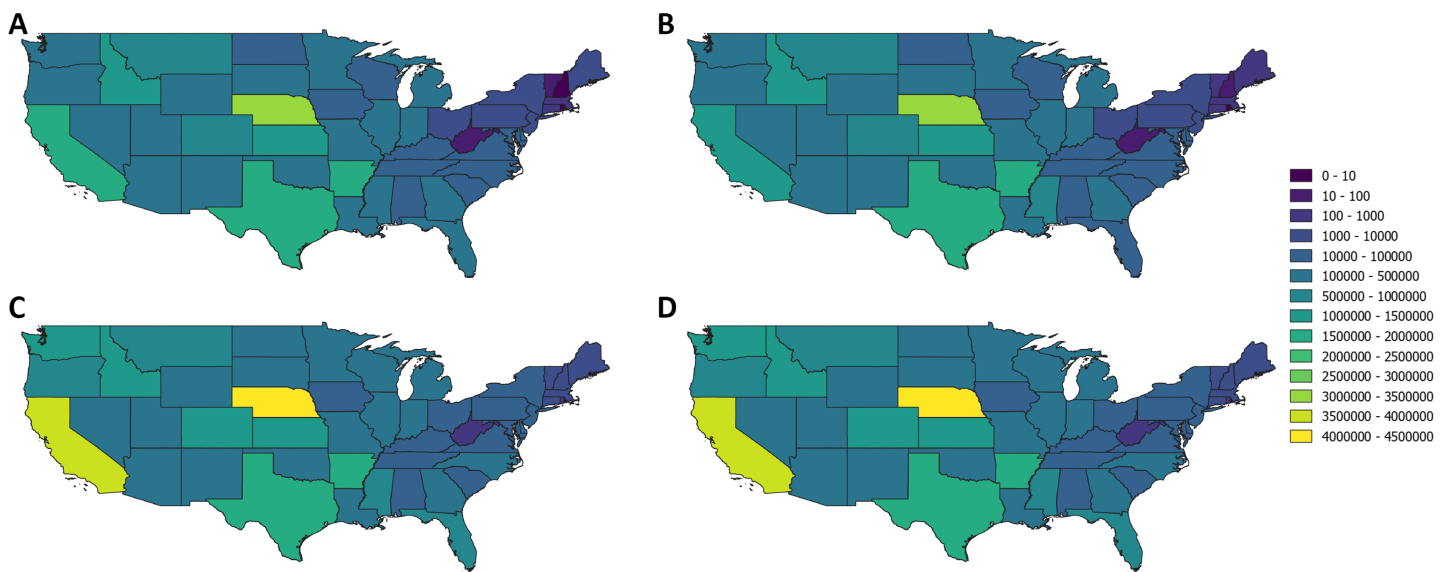 A
B
0 - 10
10 - 100
100 - 1000
1000 - 10000
10000 - 100000
100000 - 500000
500000 - 1000000
1000000 - 1500000
1500000 - 2000000
2000000 - 2500000
2500000 - 3000000
3000000 - 3500000
3500000 - 4000000
4000000 - 4500000
C
D